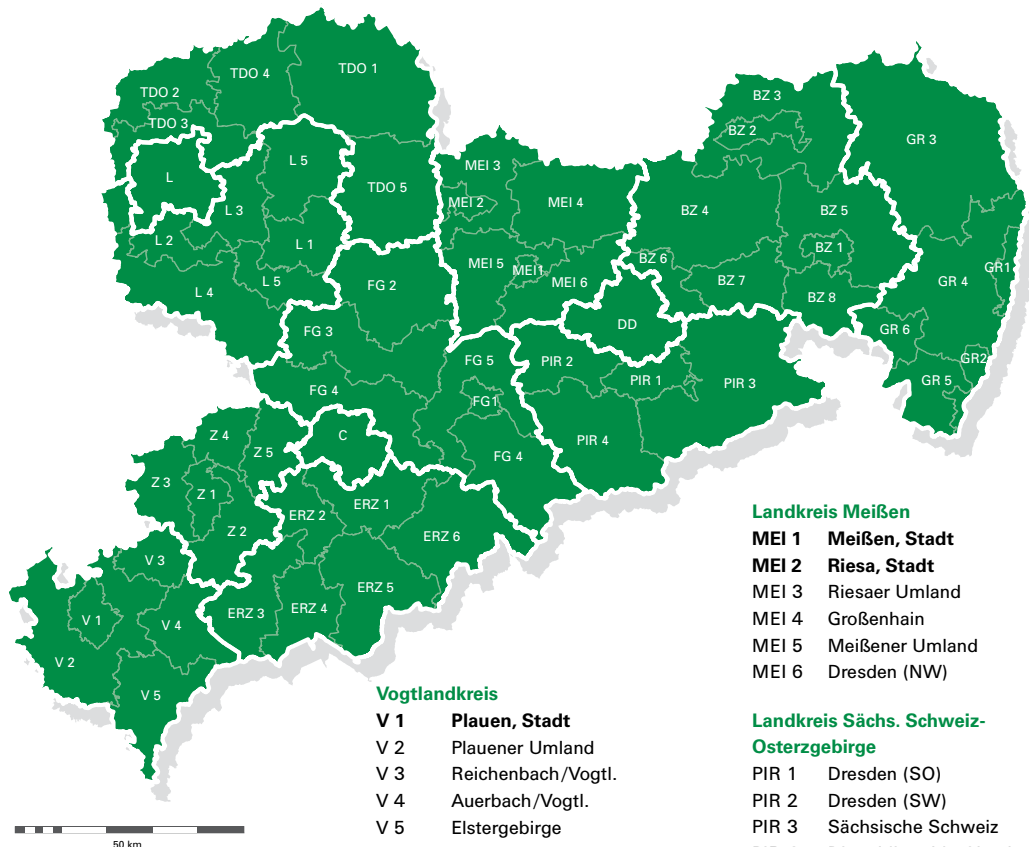 TDO 1
TDO 4
TDO 2
TDO 3
BZ 3
BZ 2
GR 3
L 5
MEI 3
L
TDO 5
MEI 2
MEI 4
L 3
BZ 4
BZ 5
L 2
L 1
BZ 1
MEI 5
MEI1
BZ 6
GR1
L 5
FG 2
MEI 6
BZ 7
GR 4
L 4
BZ 8
DD
FG 3
GR 6
FG 5
PIR 2
GR2
PIR 1
PIR 3
GR 5
FG 4
FG1
Z 4
C
PIR 4
Z 5
FG 4
Z 3
Z 1
ERZ 1
ERZ 2
Z 2
ERZ 6
V 3
ERZ 5
ERZ 3
ERZ 4
V 1
V 4
V 2
V 5
50 km
Vogtlandkreis
V 1 Plauen, Stadt
V 2 Plauener Umland
V 3 Reichenbach/Vogtl.
V 4 Auerbach/Vogtl.
V 5 Elstergebirge
Landkreis Meißen
MEI 1 Meißen, Stadt
MEI 2 Riesa, Stadt
MEI 3 Riesaer Umland
MEI 4 Großenhain
MEI 5 Meißener Umland
MEI 6 Dresden (NW)
Landkreis Sächs. Schweiz-
Osterzgebirge
PIR 1 Dresden (SO)
PIR 2 Dresden (SW)
PIR 3 Sächsische Schweiz